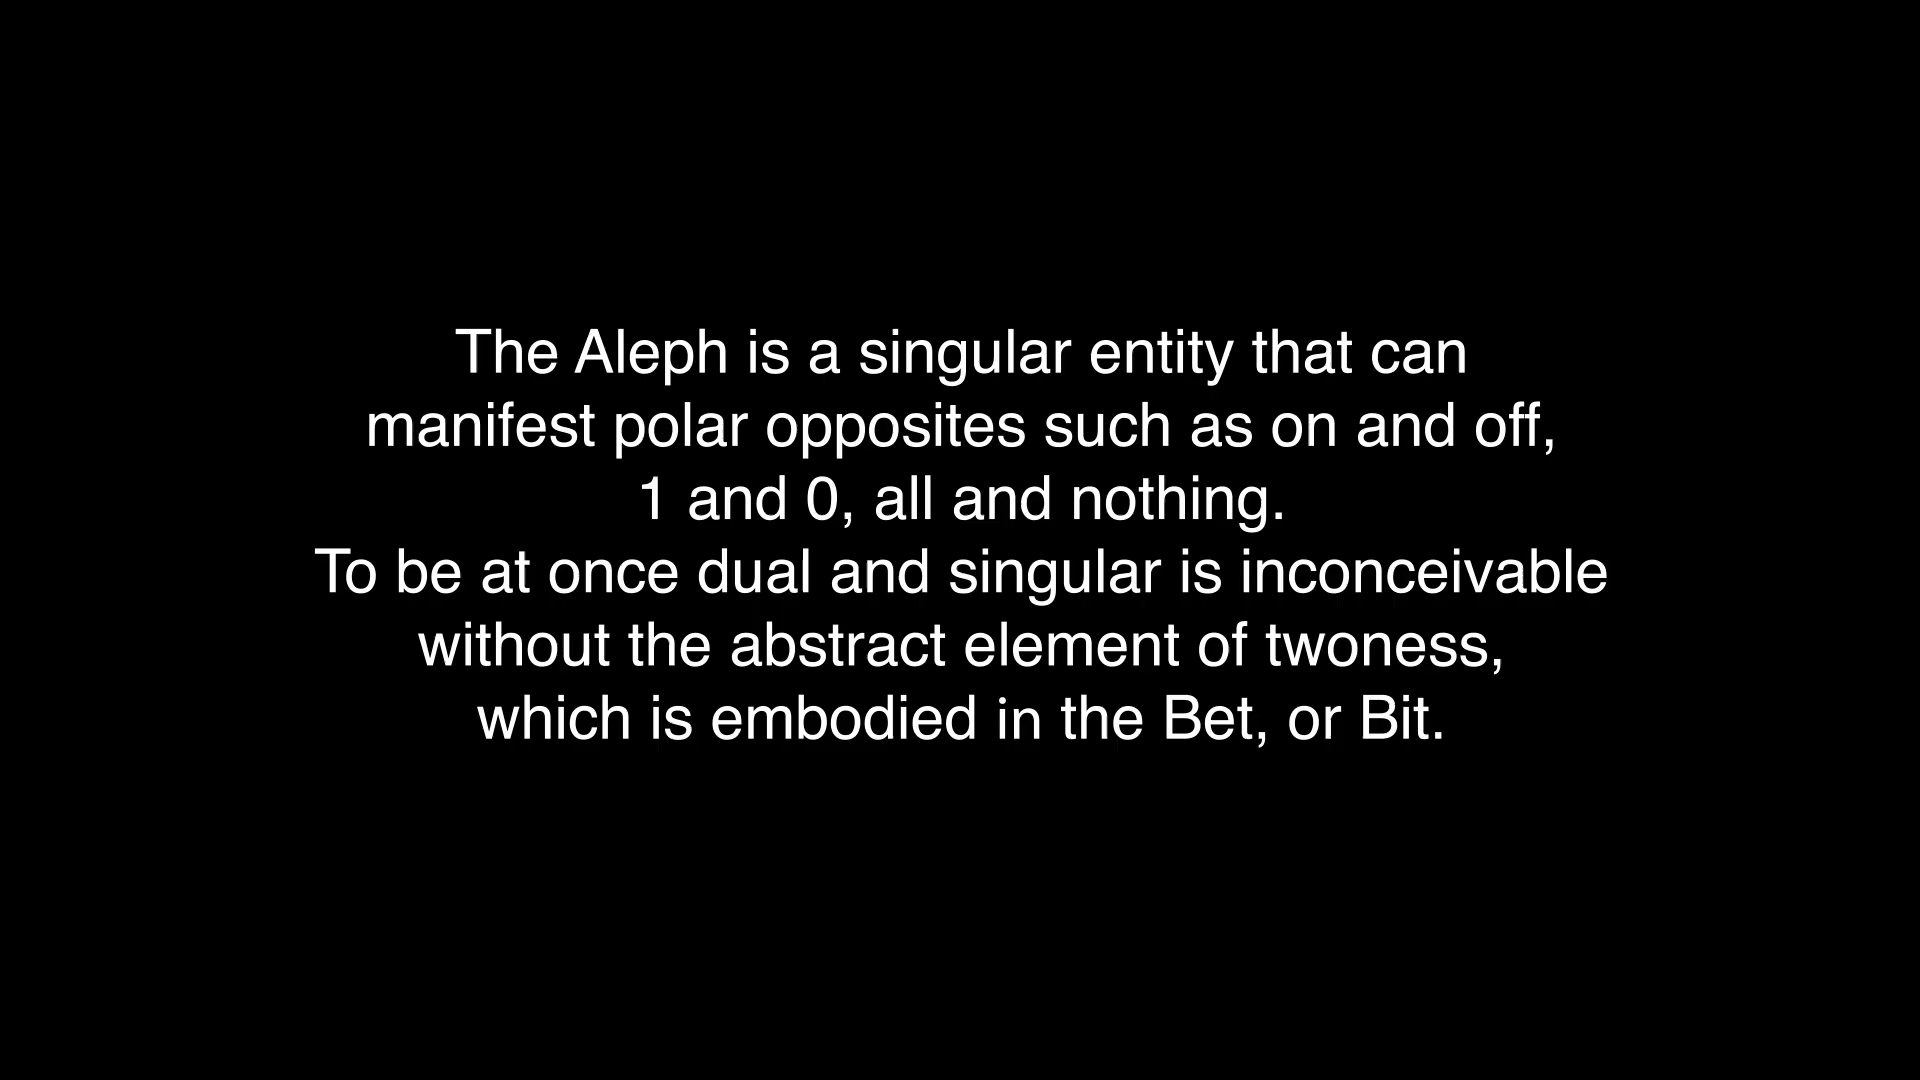 The Aleph is a singular entity that can
manifest polar opposites such as on and off,
1 and 0, all and nothing.
To be at once dual and singular is inconceivable
without the abstract element of twoness,
which is embodied in the Bet, or Bit.